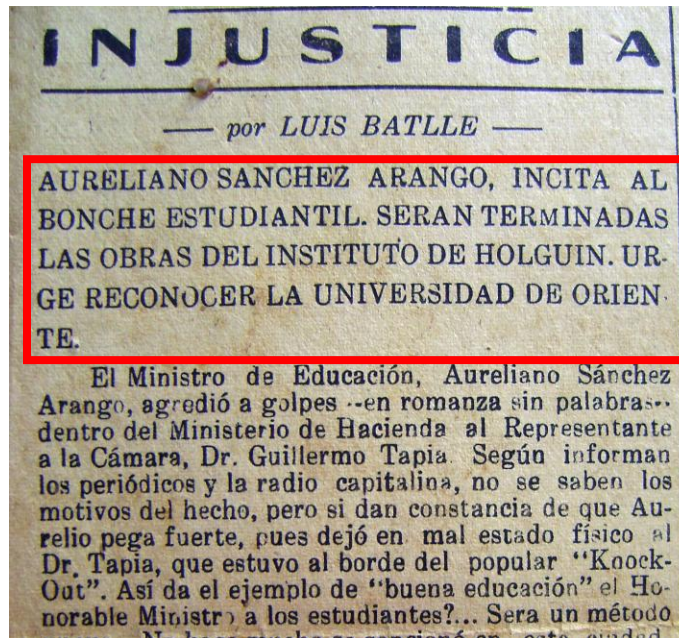 INJUSTICIA
— por LUIS BATLLE —
AURELIANO SANCHEZ ARANGO, INCITA AL
BONCHE ESTUDIANTIL. SERAN TERMINADAS
LAS OBRAS DEL INSTITUTO DE HOLGUIN. UR-
GE RECONOCER LA UNIVERSIDAD DE ORIEN-
TE.
El Ministro de Educación, Aureliano Sánchez
Arango, agredió a golpes --en romanza sin palabras--
dentro del Ministerio de Hacienda al Representante
a la Cámara, Dr. Guillermo Tapia. Según informan
los periódicos y la radio capitalina, no se saben los
motivos del hecho, pero si dan constancia de que Au-
relio pega fuerte, pues dejó en mal estado físico al
Dr. Tapia, que estuvo al borde del popular "Knock-
Out". Así da el ejemplo de "buena educación" el Ho-
norable Ministro a los estudiantes?... Sera un método